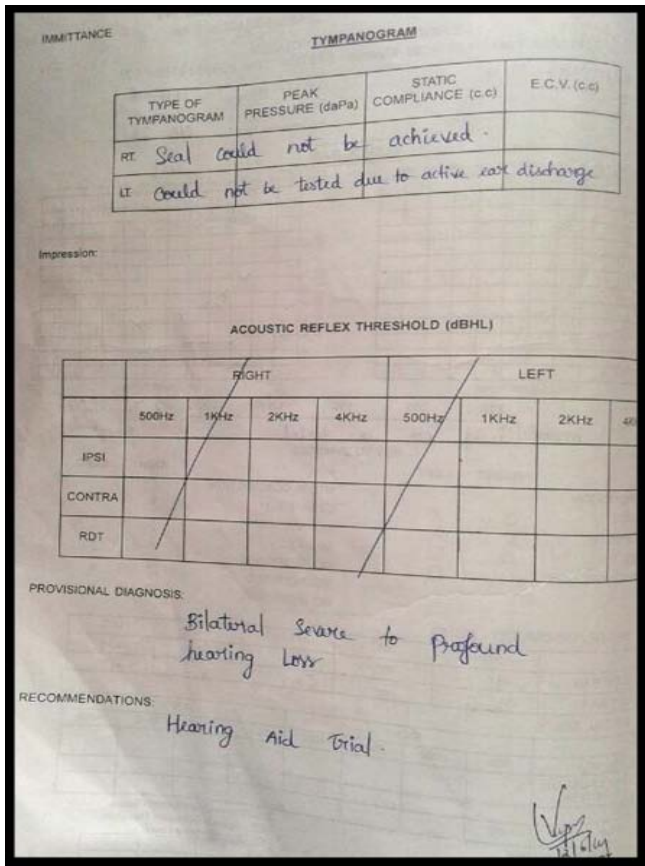 IMMITTANCE
TYMPANOGRAM
TYPE OF TYMPANOGRAM PEAK PRESSURE (daPa) STATIC COMPLIANCE (c.c) E.C.V. (c.c)
RT. Seal could not be achieved.
LT. Could not be tested due to active ear discharge
Impression:
ACOUSTIC REFLEX THRESHOLD (dBHL)
RIGHT LEFT
500Hz 1KHz 2KHz 4KHz 500Hz 1KHz 2KHz
IPSI
CONTRA
RDT
PROVISIONAL DIAGNOSIS:
Bilateral Severe to Profound
hearing Loss
RECOMMENDATIONS:
Hearing Aid Trial.